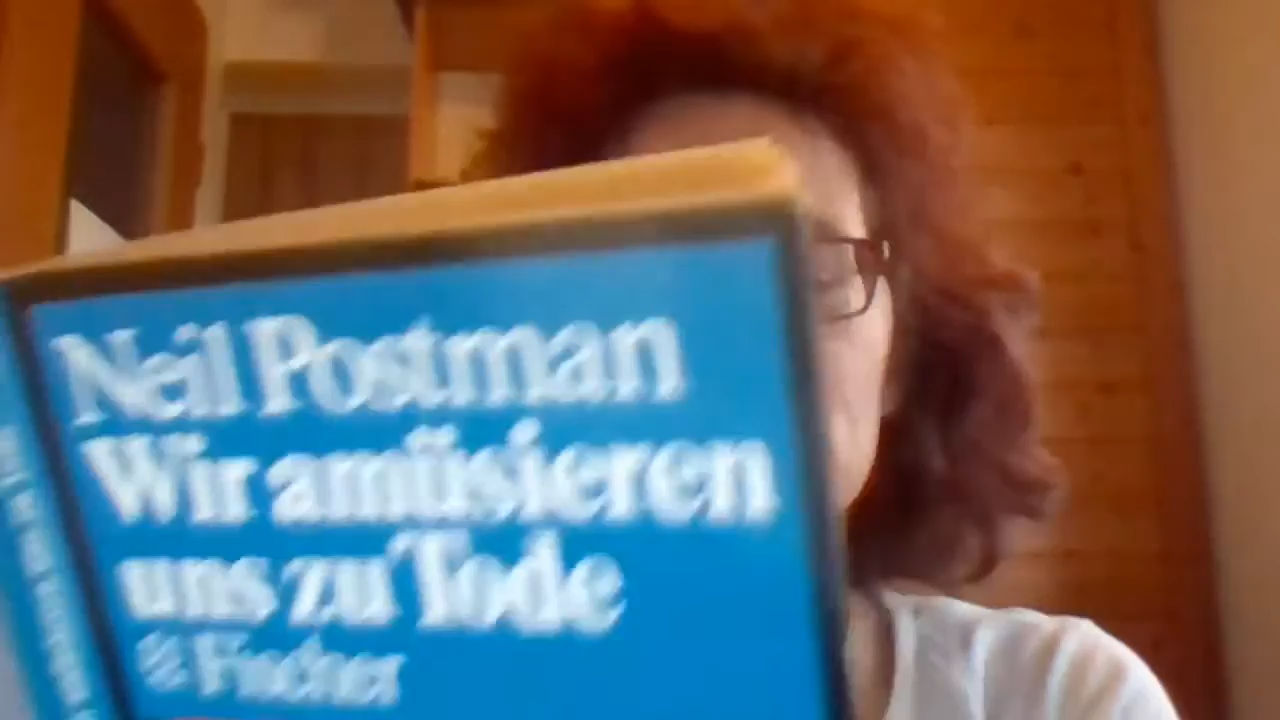 Neil Postman
Wir amüsieren
uns zu Tode
Fischer